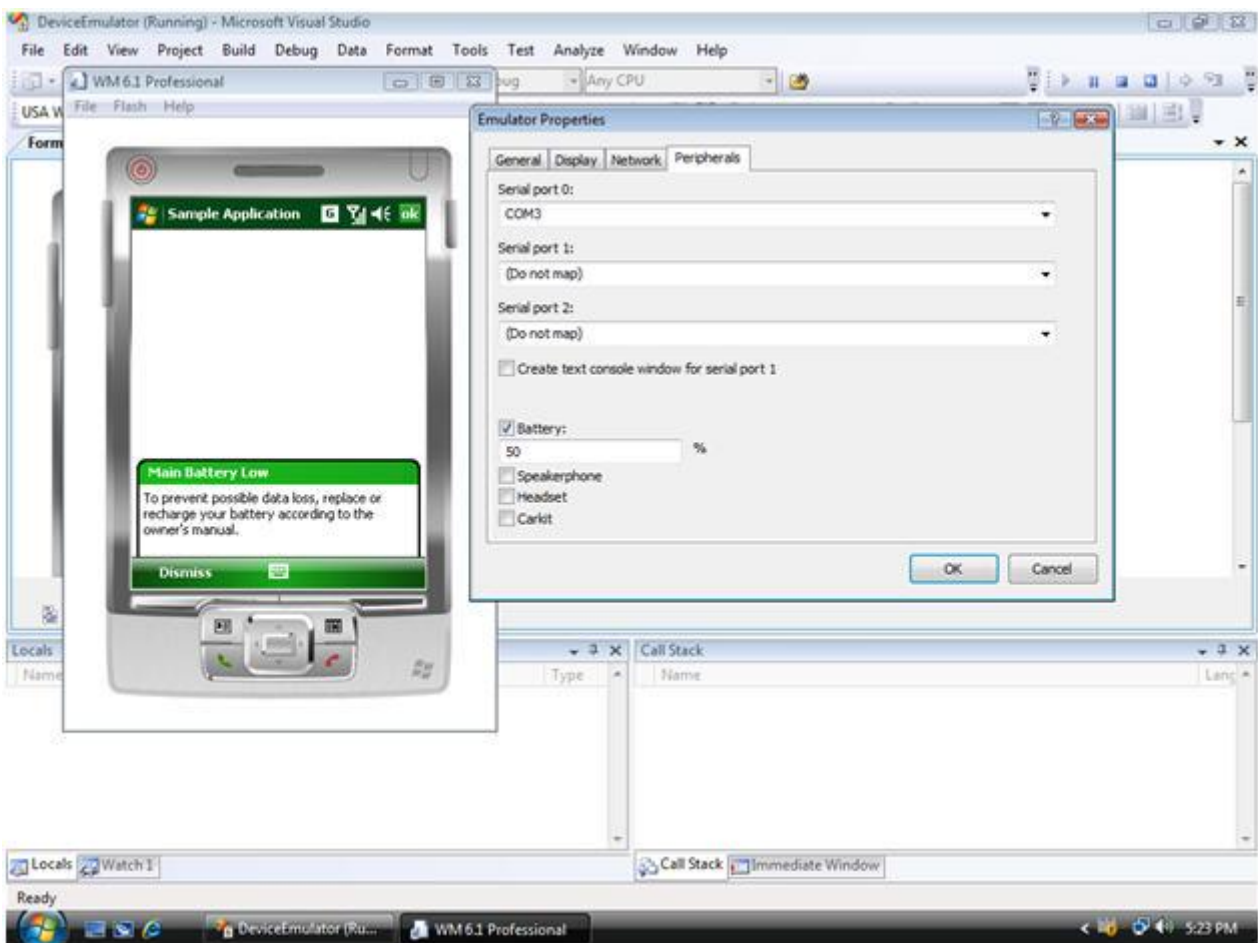 DeviceEmulator (Running) - Microsoft Visual Studio
File Edit View Project Build Debug Data Format Tools Test Analyze Window Help
WM 6.1 Professional
Any CPU
File Flash Help
USA W
Emulator Properties
Form
General Display Network Peripherals
Serial port 0:
COM3
Sample Application G ok
Serial port 1:
(Do not map)
Serial port 2:
(Do not map)
Create text console window for serial port 1
Battery:
50 %
Speakerphone
Headset
Carkit
OK Cancel
Main Battery Low
To prevent possible data loss, replace or
recharge your battery according to the
owner's manual.
Dismiss
Locals
Name Type
Call Stack
Name Lang
Locals Watch 1
Call Stack Immediate Window
Ready
DeviceEmulator (Ru... WM 6.1 Professional 5:23 PM